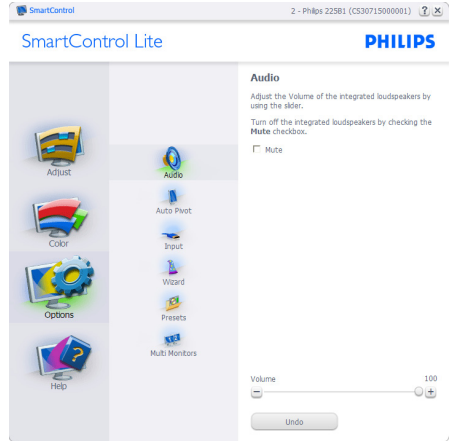 SmartControl
2 - Philips 225B1 (CS30715000001)
? X
SmartControl Lite
PHILIPS
Adjust
Color
Options
Help
Audio
Auto Pivot
Input
Wizard
Presets
Multi Monitors
Audio
Adjust the Volume of the integrated loudspeakers by
using the slider.
Turn off the integrated loudspeakers by checking the
Mute checkbox.
Mute
Volume 100
Undo